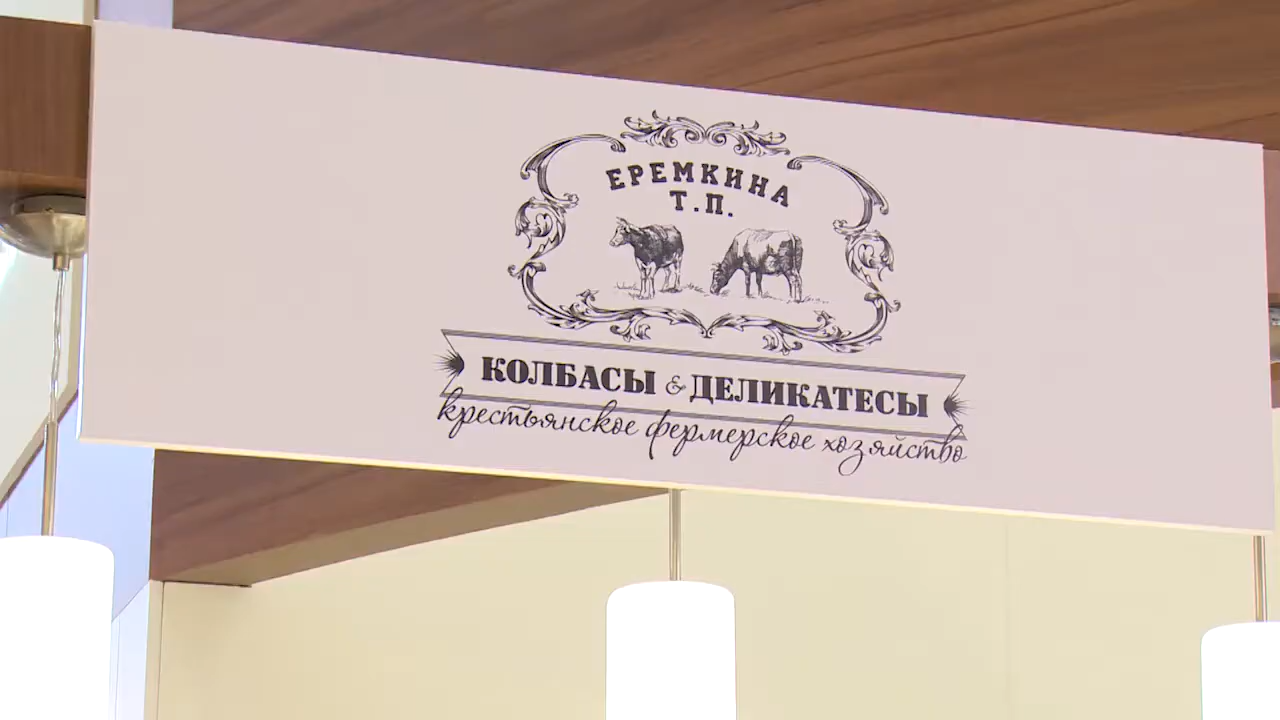 ЕРЕМКИНА
Т.П.
КОЛБАСЫ & ДЕЛИКАТЕСЫ
крестьянское фермерское хозяйство